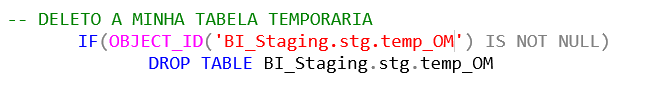 -- DELETO A MINHA TABELA TEMPORARIA
IF(OBJECT_ID('BI_Staging.stg.temp_OM') IS NOT NULL)
DROP TABLE BI_Staging.stg.temp_OM